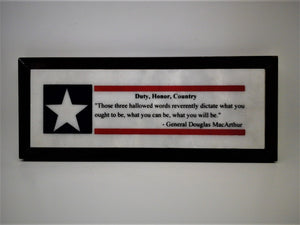 Duty, Honor, Country
"Those three hallowed words reverently dictate what you
ought to be, what you can be, what you will be."
- General Douglas MacArthur